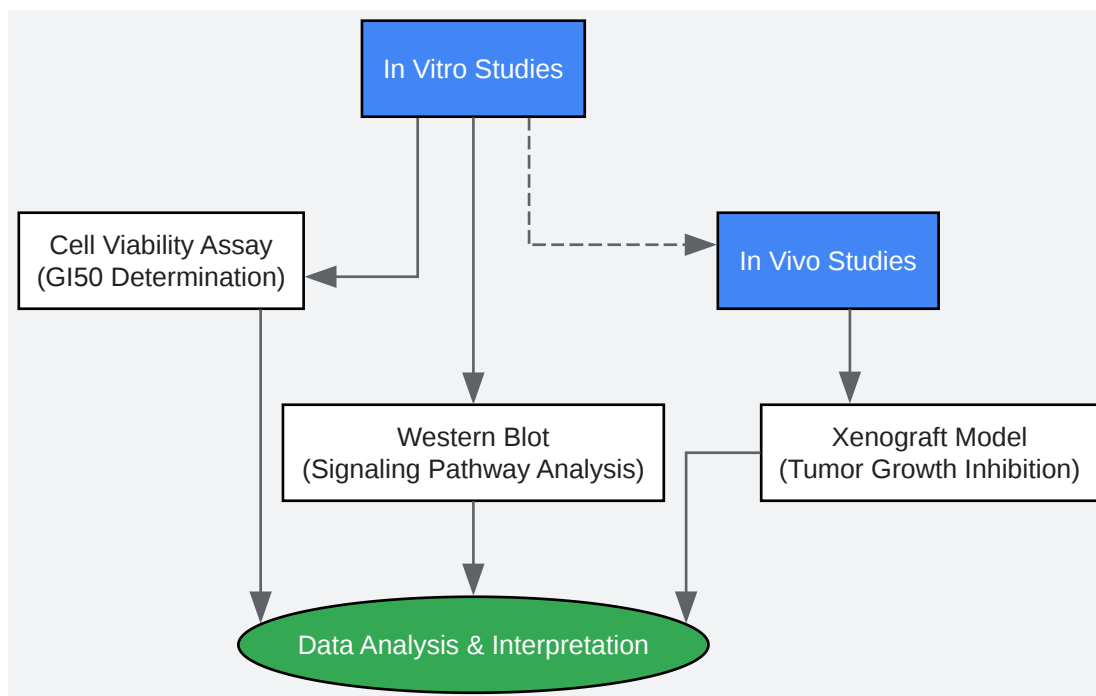 In Vitro Studies
Cell Viability Assay
(GI50 Determination)
In Vivo Studies
Western Blot
(Signaling Pathway Analysis)
Xenograft Model
(Tumor Growth Inhibition)
Data Analysis & Interpretation